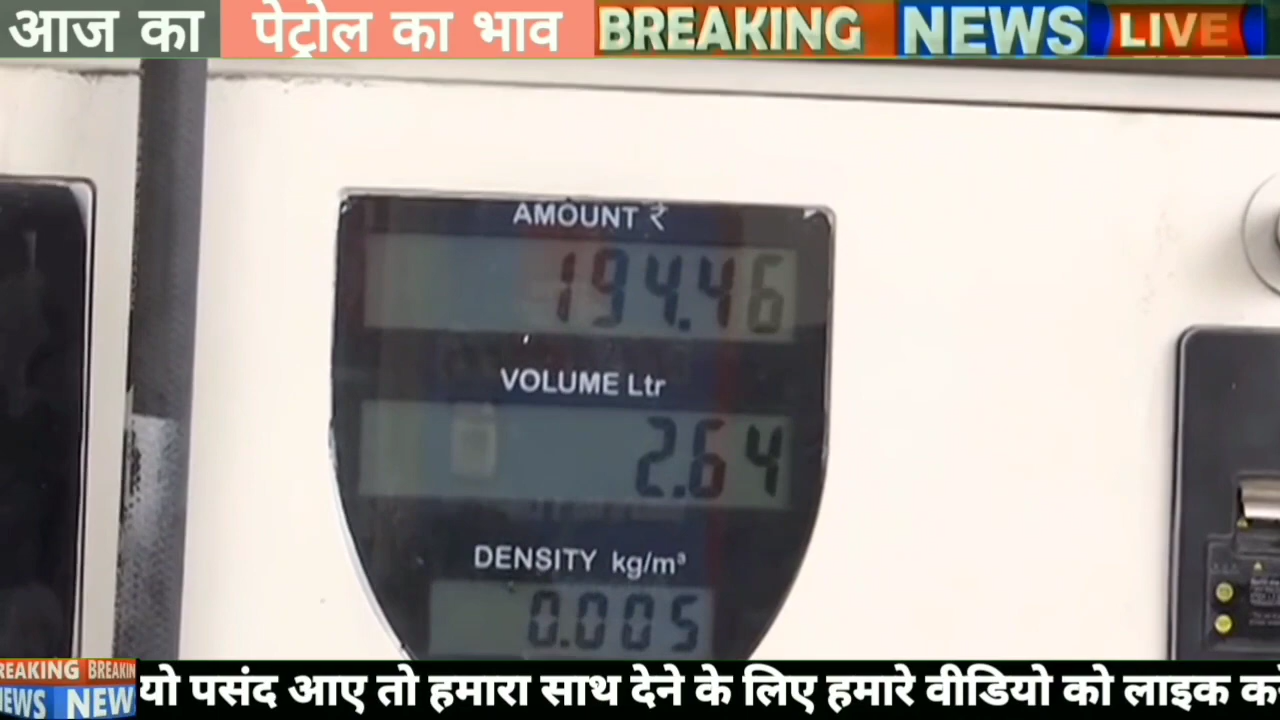 आज का पेट्रोल का भाव BREAKING NEWS LIVE
AMOUNT ₹
194.46
VOLUME Ltr
2.64
DENSITY kg/m³
0.005
BREAKING
NEWS NEW
यो पसंद आए तो हमारा साथ देने के लिए हमारे वीडियो को लाइक